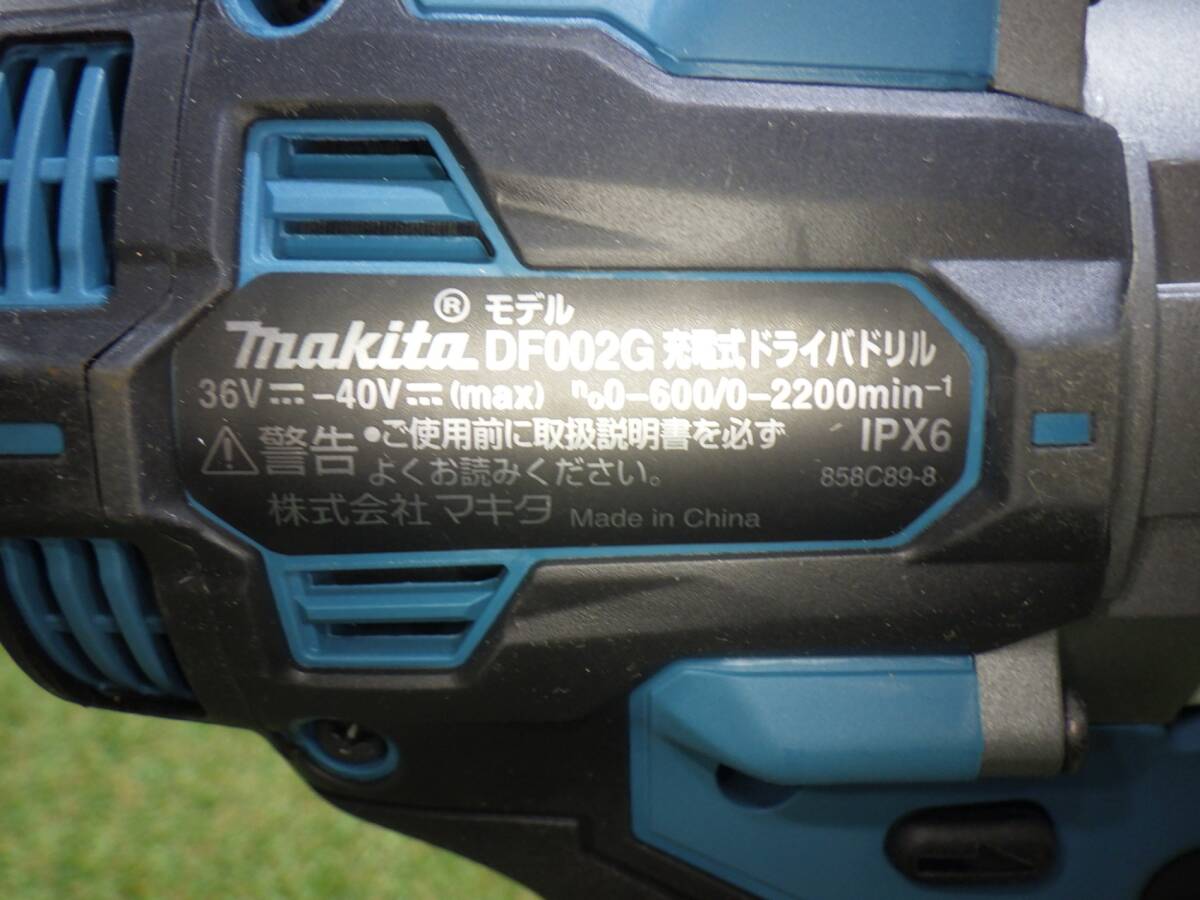 makita® モデル DF002G 充電式ドライバドリル
36V⎓-40V⎓(max) n₀0-600/0-2200min⁻¹
⚠警告 •ご使用前に取扱説明書を必ず IPX6
よくお読みください。 858C89-8
株式会社 マキタ Made in China